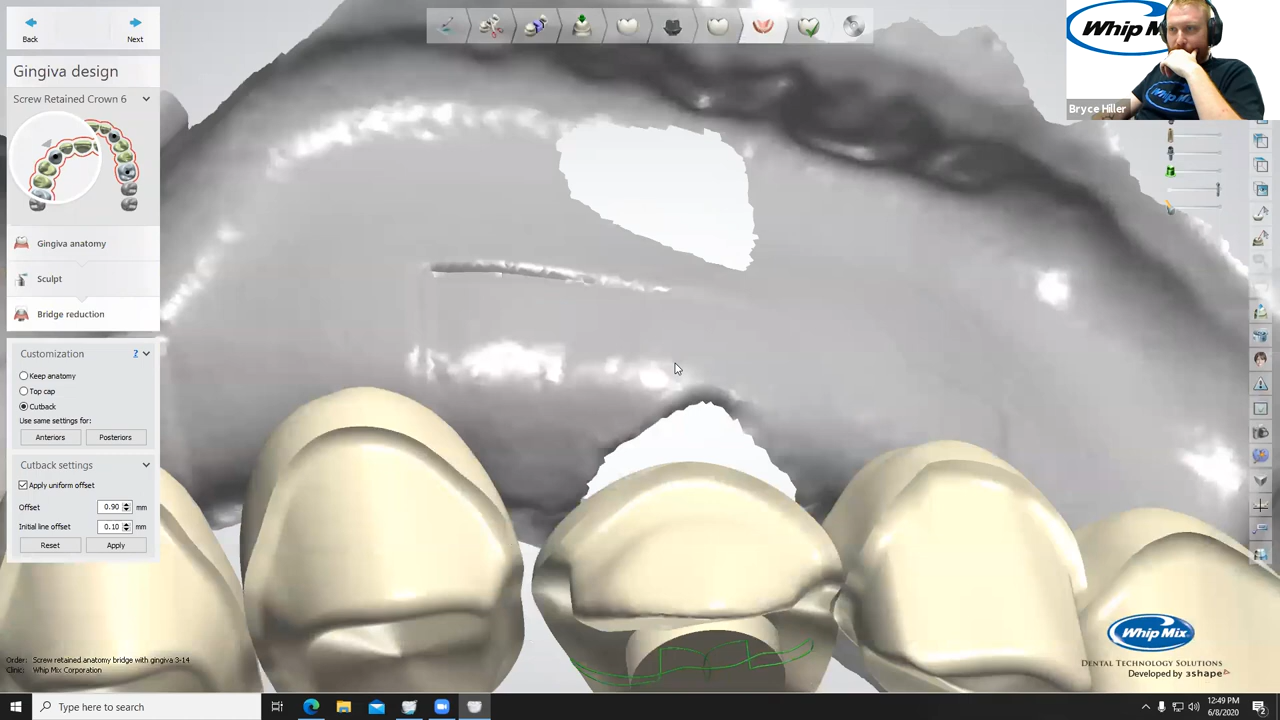 Back
Next
Gingiva design
Screw Retained Crown 6
Gingiva anatomy
Sculpt
Bridge reduction
Customization
?
Keep anatomy
Top cap
Cutback
Use same settings for:
Anteriors
Posteriors
Cutback settings
Apply uniform offset
Offset
0.90
mm
Initial line offset
0.10
mm
Reset
Apply
Order:
Screw retained anatomy bridge with gingiva 3-14
Clinic:
Whip Mix Corporation
Whip Mi
Whip Mix
Bryce Hiller
Whip Mix
DENTAL TECHNOLOGY SOLUTIONS
Developed by 3shape
Type here to search
12:49 PM
6/8/2020
2